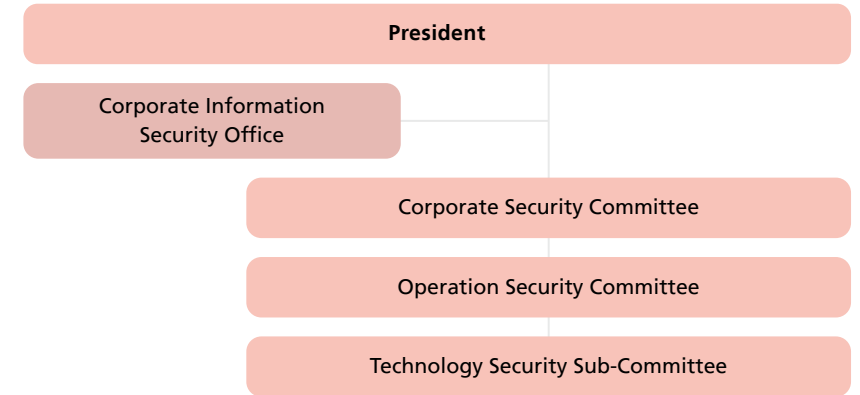 President
Corporate Information
Security Office
Corporate Security Committee
Operation Security Committee
Technology Security Sub-Committee